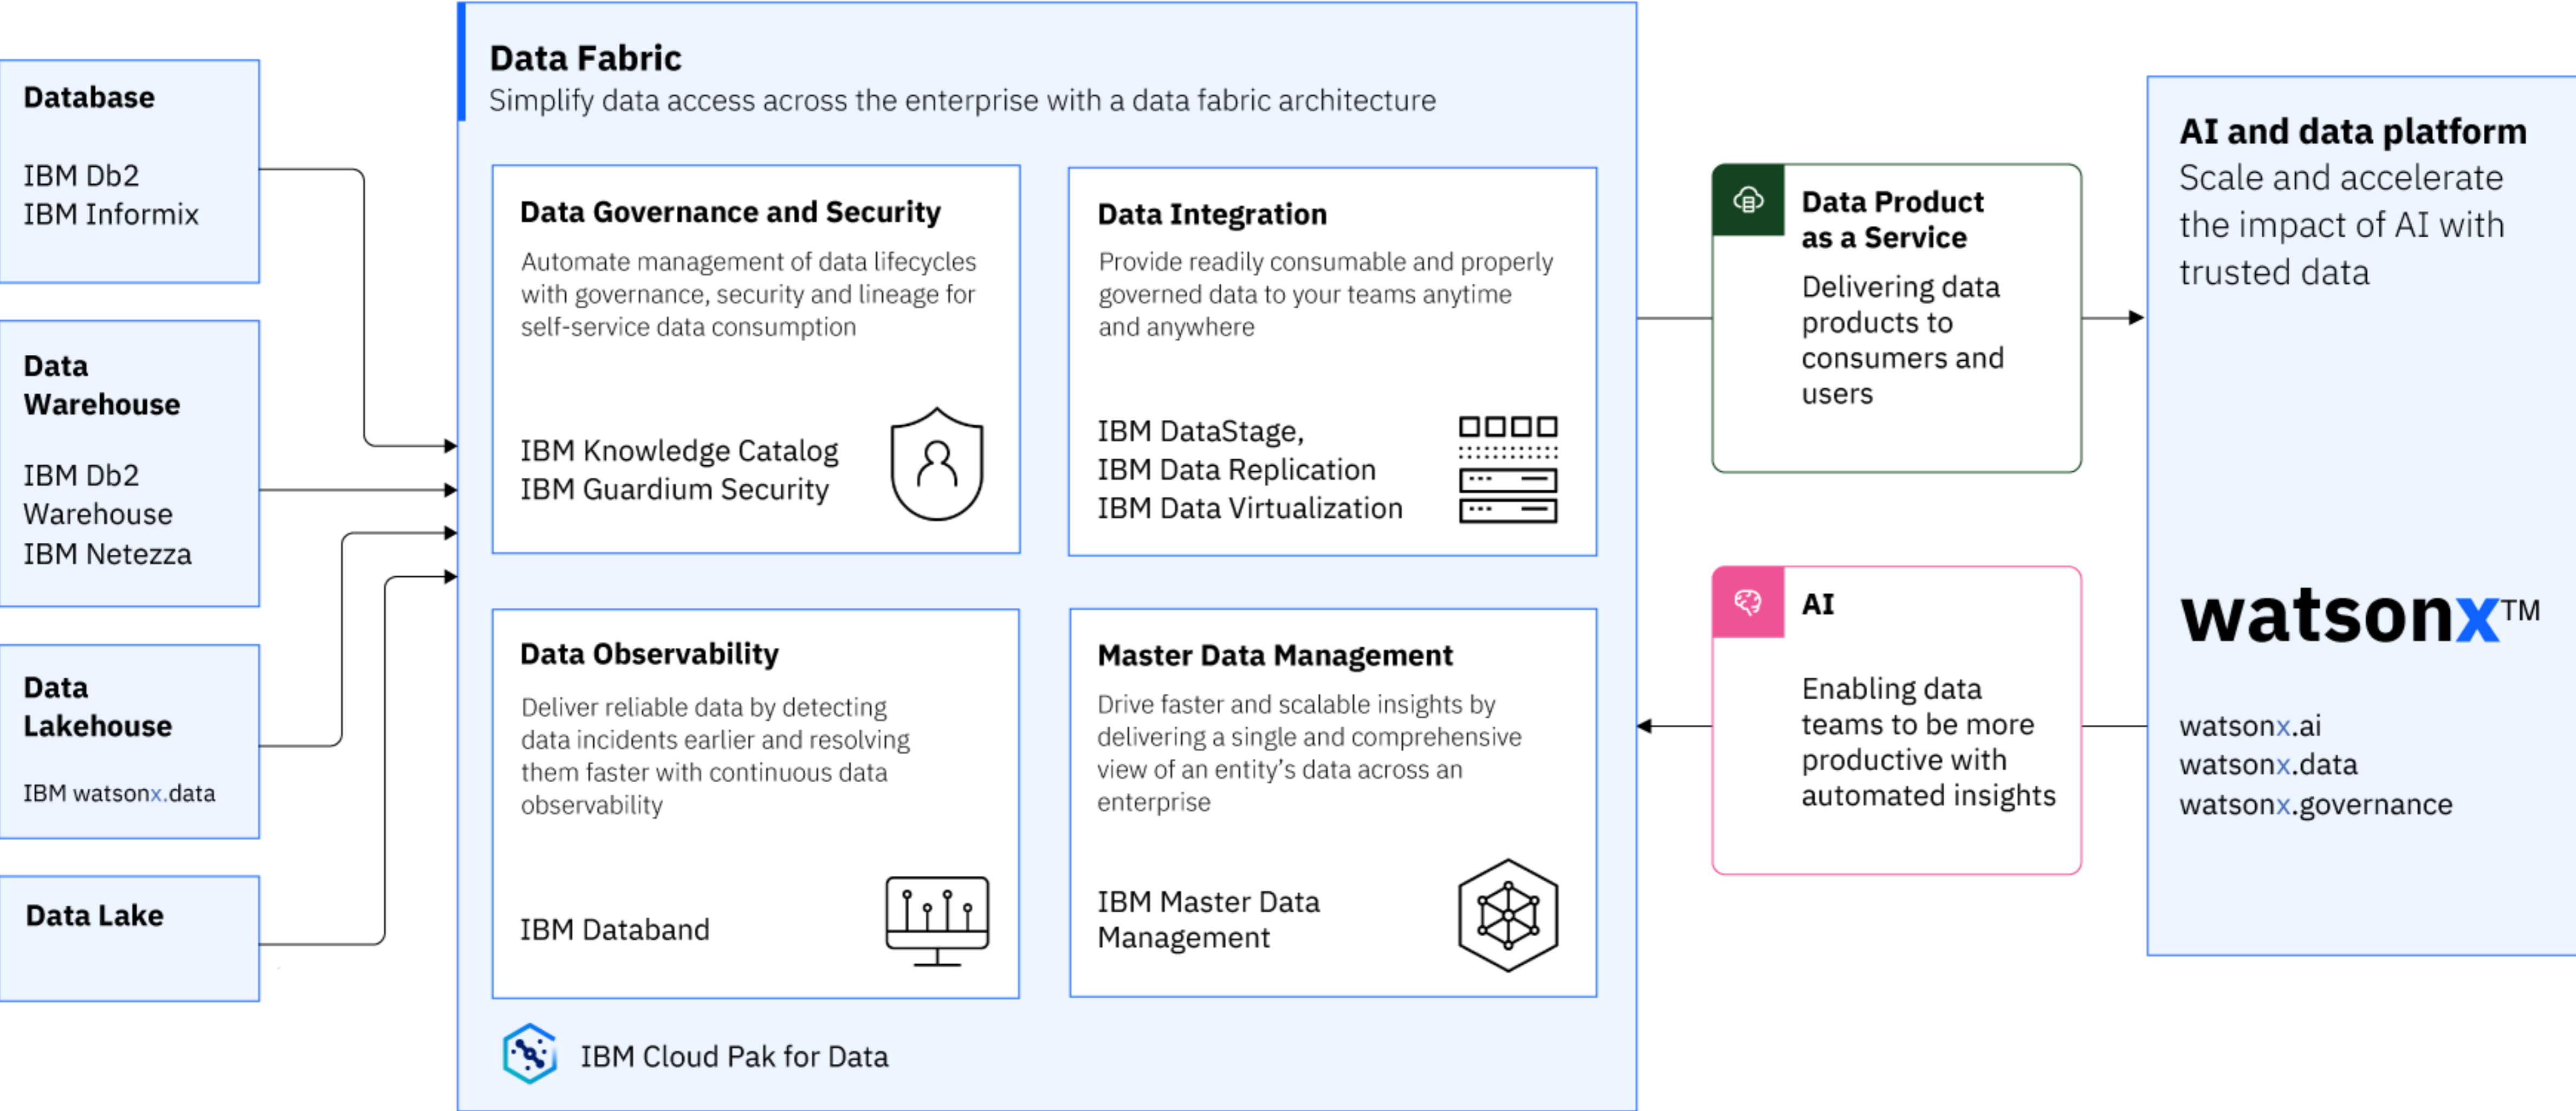 Database
IBM Db2
IBM Informix
Data
Warehouse
IBM Db2
Warehouse
IBM Netezza
Data
Lakehouse
IBM watsonx.data
Data Lake
Data Fabric
Simplify data access across the enterprise with a data fabric architecture
Data Governance and Security
Automate management of data lifecycles
with governance, security and lineage for
self-service data consumption
IBM Knowledge Catalog
IBM Guardium Security
Data Integration
Provide readily consumable and properly
governed data to your teams anytime
and anywhere
IBM DataStage,
IBM Data Replication
IBM Data Virtualization
Data Observability
Deliver reliable data by detecting
data incidents earlier and resolving
them faster with continuous data
observability
IBM Databand
Master Data Management
Drive faster and scalable insights by
delivering a single and comprehensive
view of an entity’s data across an
enterprise
IBM Master Data
Management
IBM Cloud Pak for Data
Data Product
as a Service
Delivering data
products to
consumers and
users
AI
Enabling data
teams to be more
productive with
automated insights
AI and data platform
Scale and accelerate
the impact of AI with
trusted data
watsonx™
watsonx.ai
watsonx.data
watsonx.governance